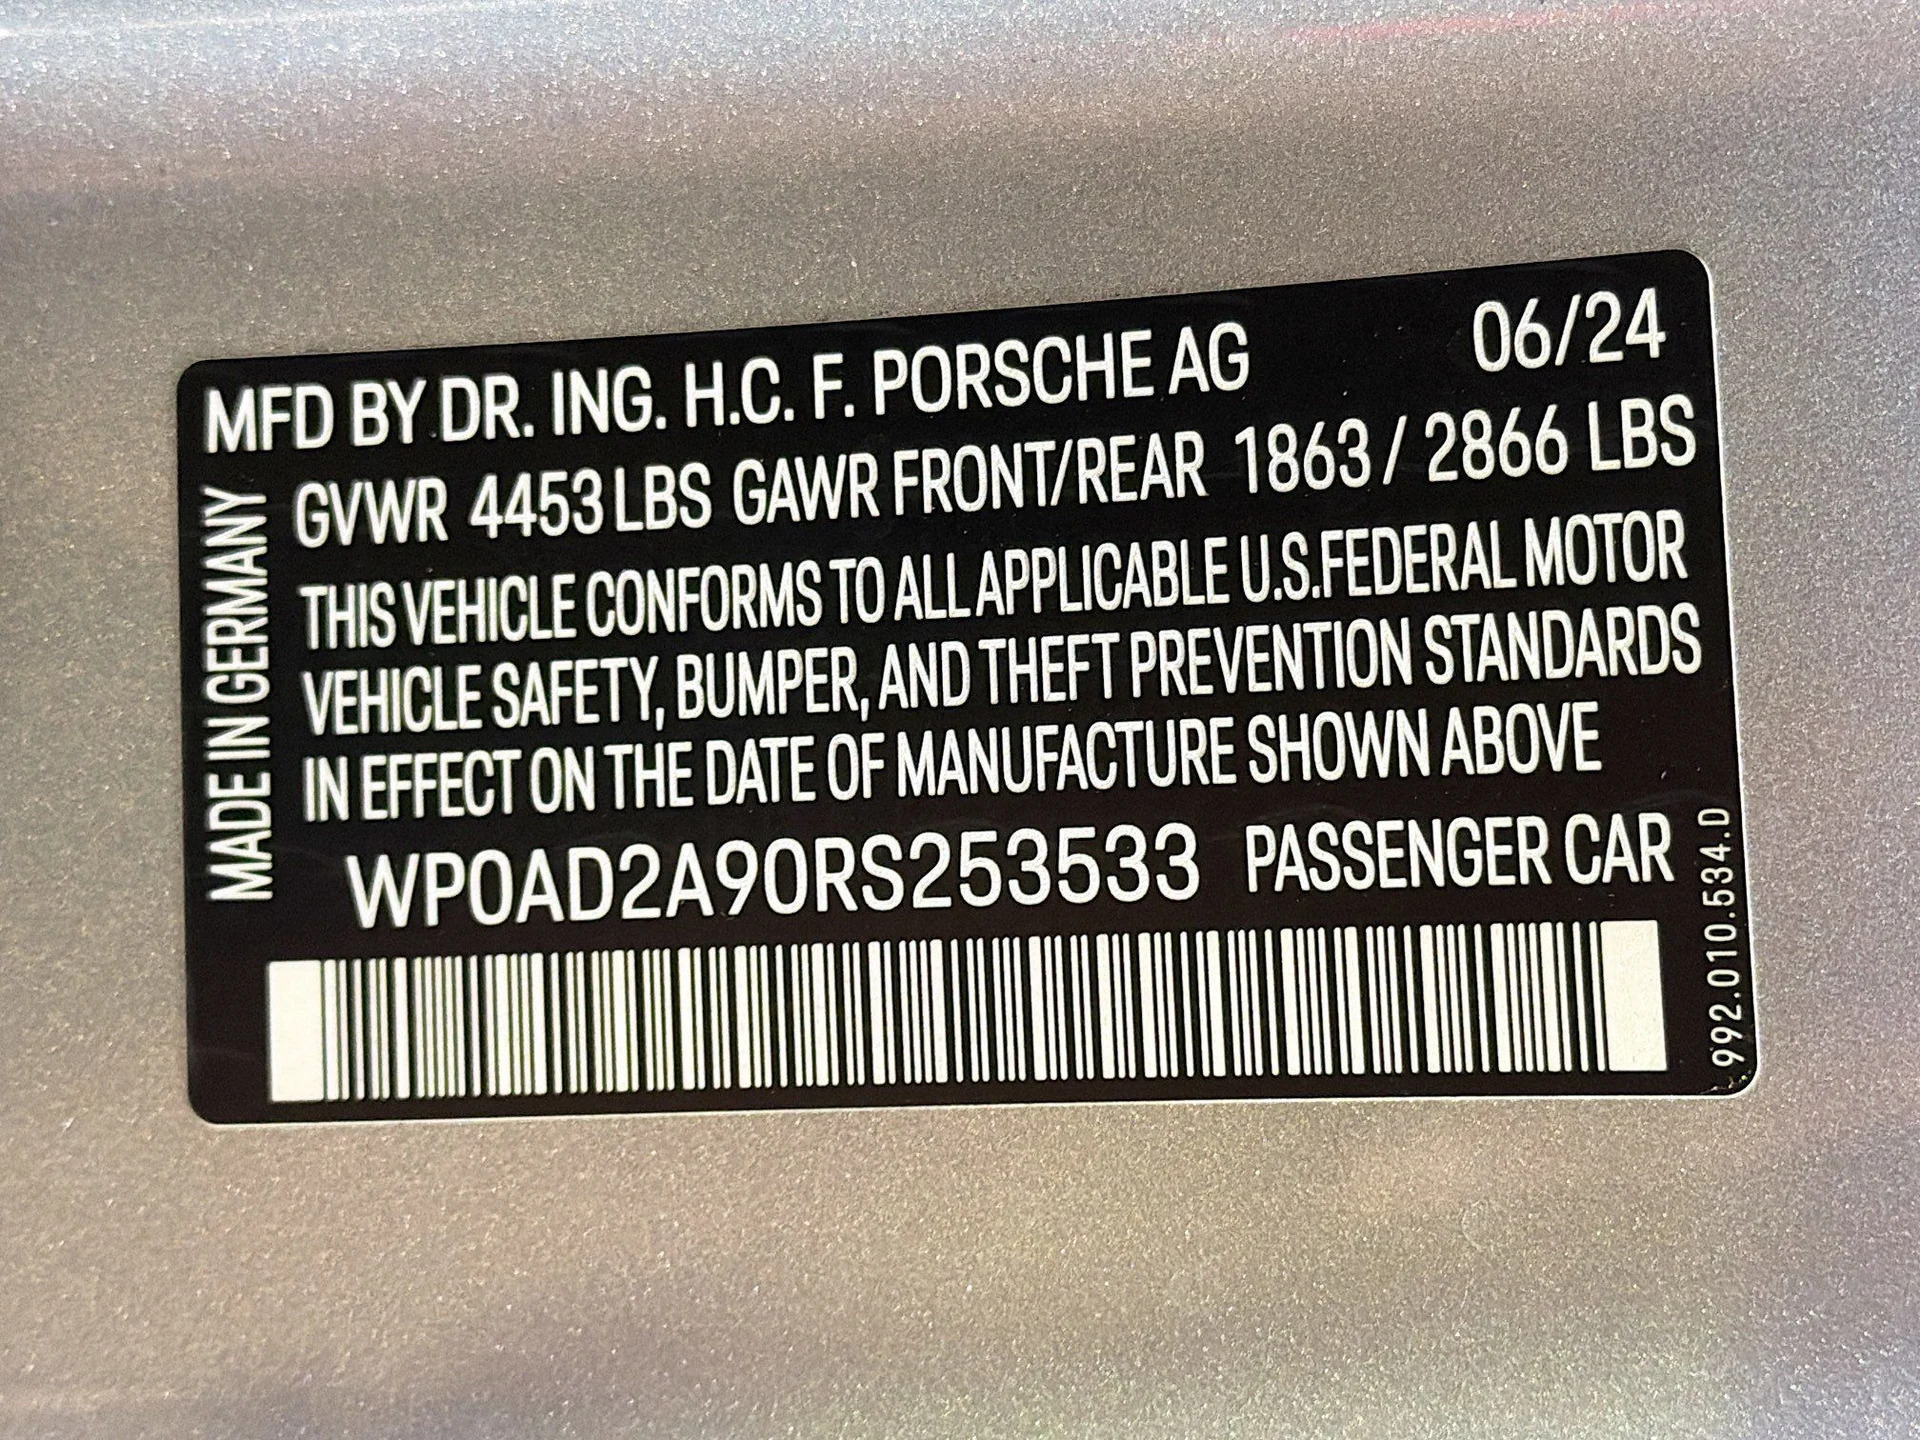 MFD BY DR. ING. H.C. F. PORSCHE AG 06/24
GVWR 4453 LBS GAWR FRONT/REAR 1863 / 2866 LBS
THIS VEHICLE CONFORMS TO ALL APPLICABLE U.S.FEDERAL MOTOR
VEHICLE SAFETY, BUMPER, AND THEFT PREVENTION STANDARDS
IN EFFECT ON THE DATE OF MANUFACTURE SHOWN ABOVE
WP0AD2A90RS253533 PASSENGER CAR
MADE IN GERMANY
992.010.534.D